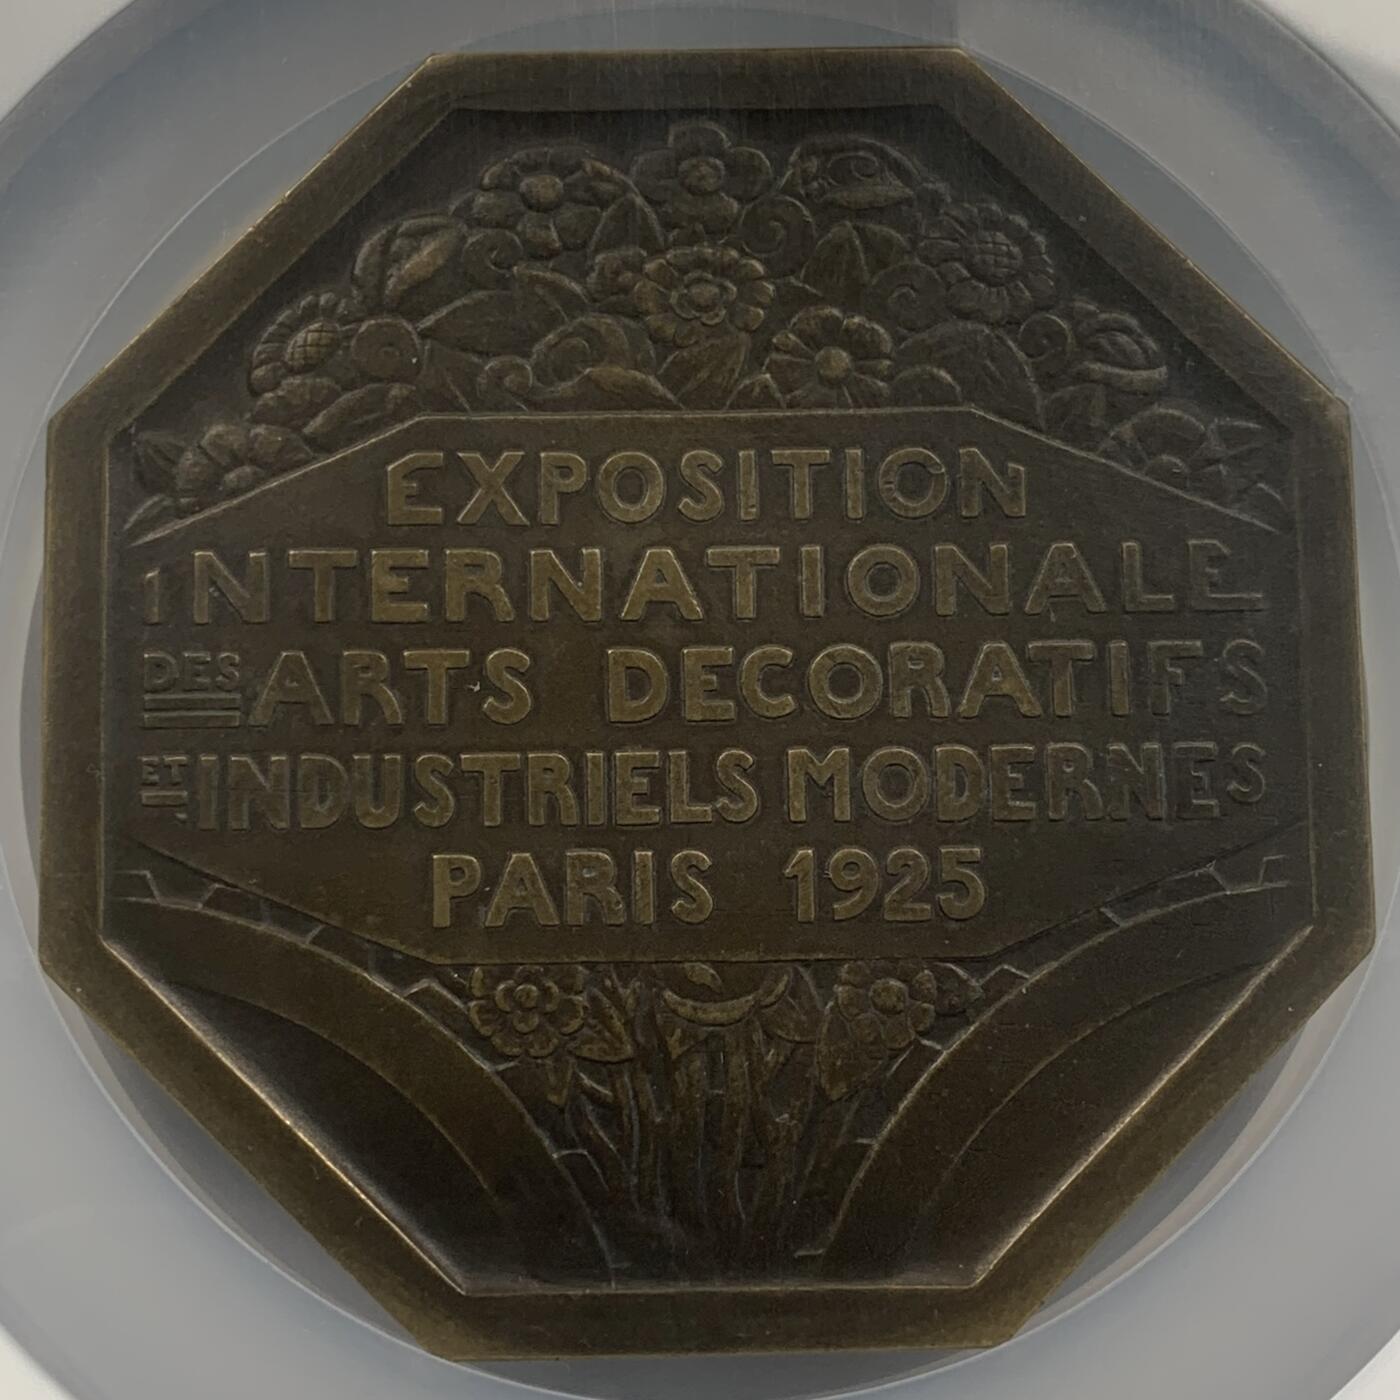 EXPOSITION
INTERNATIONALE
DES ARTS DECORATIFS
ET INDUSTRIELS MODERNES
PARIS 1925